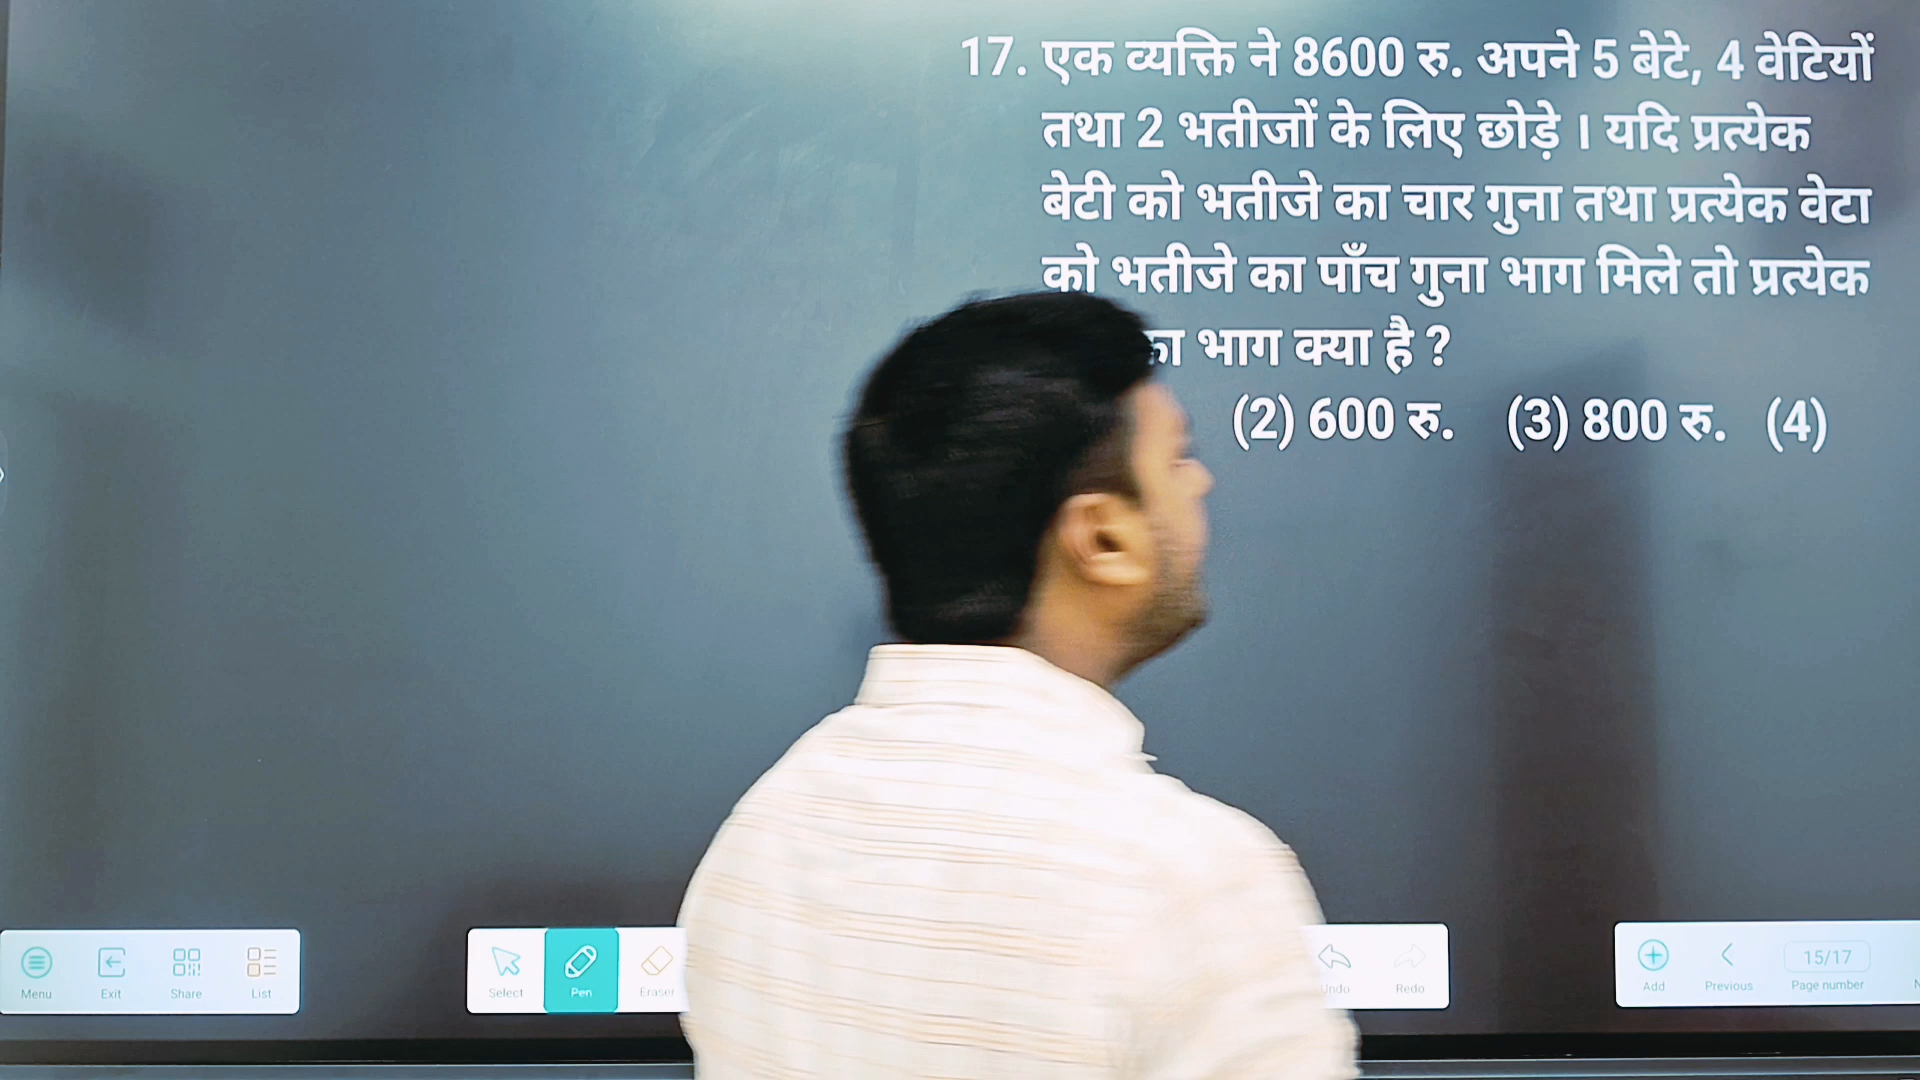 17. एक व्यक्ति ने 8600 रु. अपने 5 बेटे, 4 वेटियों
तथा 2 भतीजों के लिए छोड़े । यदि प्रत्येक
बेटी को भतीजे का चार गुना तथा प्रत्येक वेटा
को भतीजे का पाँच गुना भाग मिले तो प्रत्येक
भाग क्या है ?
(2) 600 रु. (3) 800 रु. (4)
Menu Exit Share List
Select Pen Eraser
Undo Redo
Add Previous 15/17 Page number